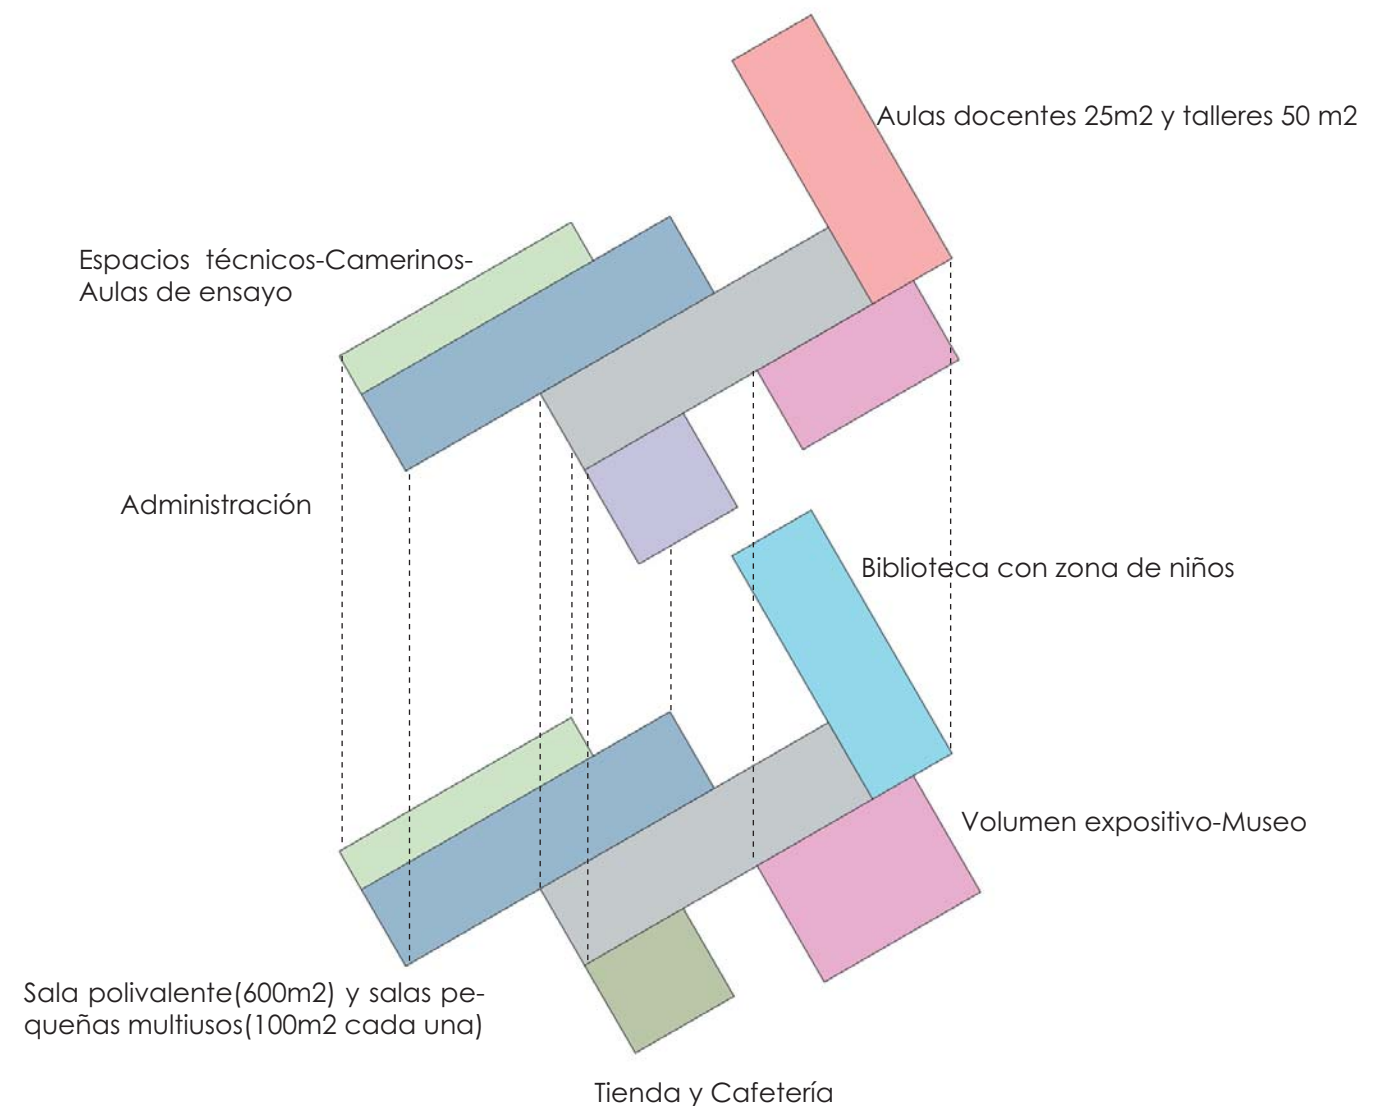 Aulas docentes 25m2 y talleres 50 m2
Espacios técnicos-Camerinos-
Aulas de ensayo
Administración
Biblioteca con zona de niños
Volumen expositivo-Museo
Sala polivalente(600m2) y salas pe-
queñas multiusos(100m2 cada una)
Tienda y Cafetería